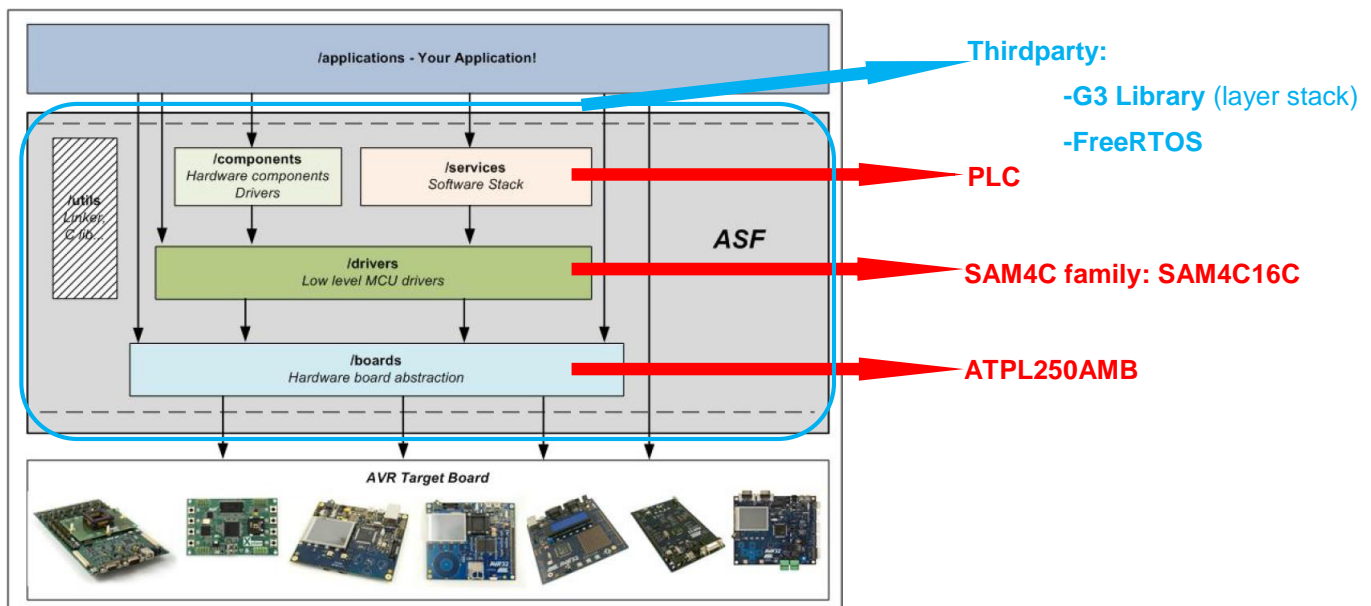 /applications - Your Application!
Thirdparty:
-G3 Library (layer stack)
-FreeRTOS
/utils
Linker,
C lib...
/components
Hardware components
Drivers
/services
Software Stack
PLC
ASF
/drivers
Low level MCU drivers
SAM4C family: SAM4C16C
/boards
Hardware board abstraction
ATPL250AMB
AVR Target Board